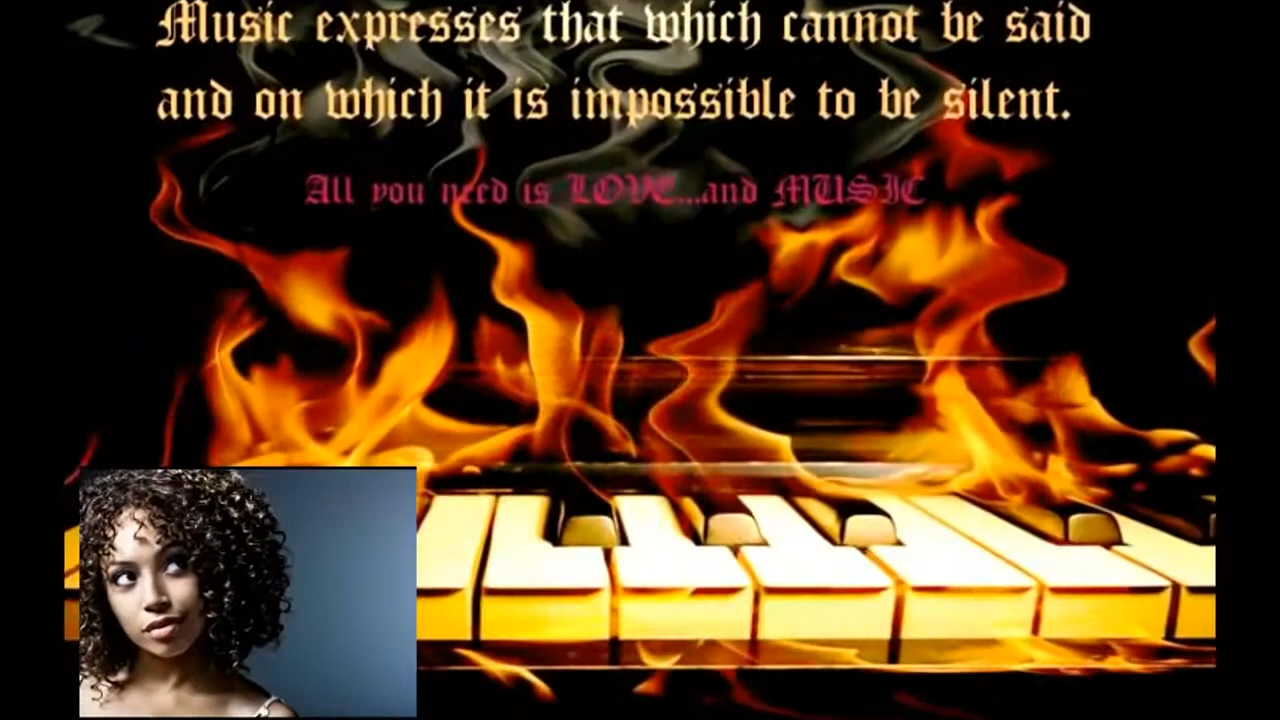 Music expresses that which cannot be said
and on which it is impossible to be silent.
All you need is LOVE...and MUSIC